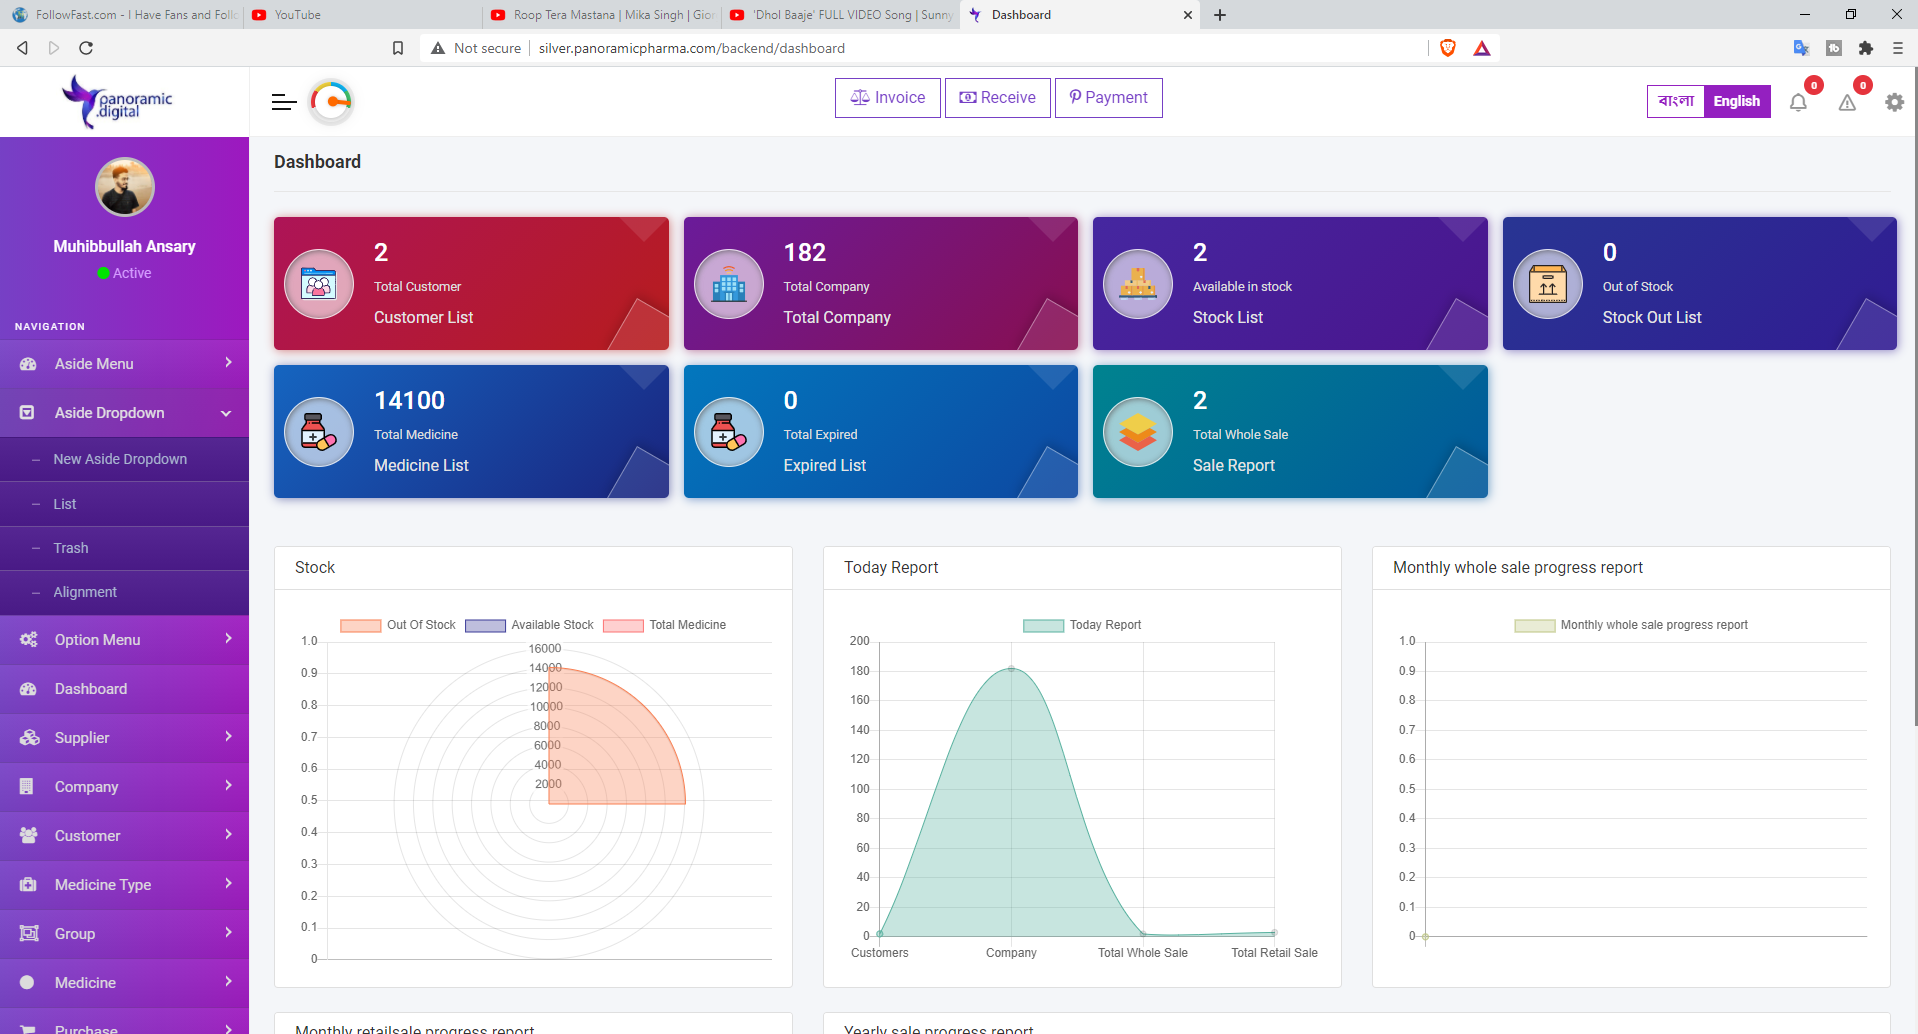 FollowFast.com - I Have Fans and Foll
YouTube
Roop Tera Mastana | Mika Singh | Gior
'Dhol Baaje' FULL VIDEO Song | Sunny
Dashboard
Not secure
silver.panoramicpharma.com/backend/dashboard
panoramic
.digital
Invoice
Receive
Payment
বাংলা
English
0
0
Muhibbullah Ansary
Active
NAVIGATION
Aside Menu
Aside Dropdown
New Aside Dropdown
List
Trash
Alignment
Option Menu
Dashboard
Supplier
Company
Customer
Medicine Type
Group
Medicine
Purchase
Dashboard
2
Total Customer
Customer List
182
Total Company
Total Company
2
Available in stock
Stock List
0
Out of Stock
Stock Out List
14100
Total Medicine
Medicine List
0
Total Expired
Expired List
2
Total Whole Sale
Sale Report
Stock
Out Of Stock Available Stock Total Medicine
1.0
0.9
0.8
0.7
0.6
0.5
0.4
0.3
0.2
0.1
0
16000
14000
12000
10000
8000
6000
4000
2000
Today Report
Today Report
200
180
160
140
120
100
80
60
40
20
0
Customers Company Total Whole Sale Total Retail Sale
Monthly whole sale progress report
Monthly whole sale progress report
1.0
0.9
0.8
0.7
0.6
0.5
0.4
0.3
0.2
0.1
0
Monthly retailsale progress report
Yearly sale progress report